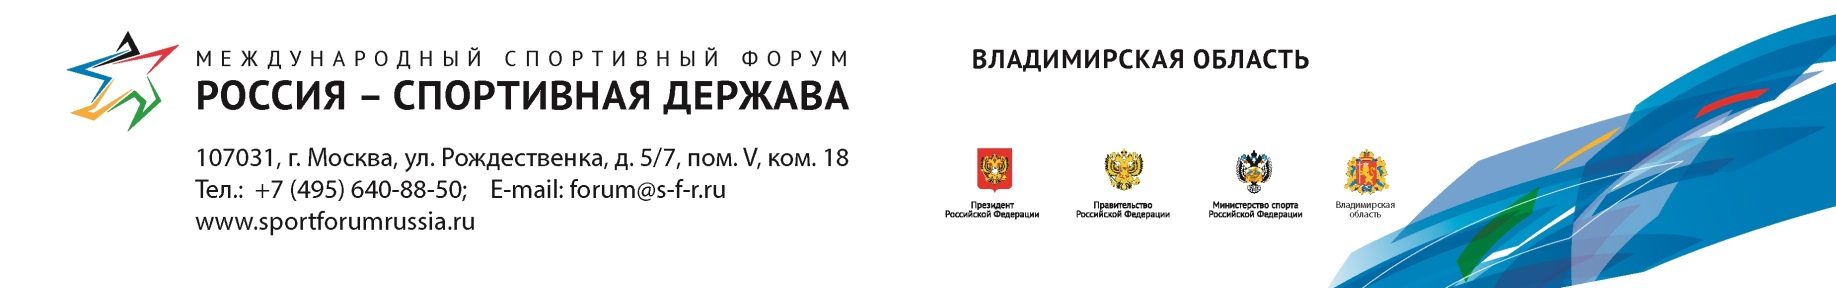 МЕЖДУНАРОДНЫЙ СПОРТИВНЫЙ ФОРУМ
РОССИЯ – СПОРТИВНАЯ ДЕРЖАВА
107031, г. Москва, ул. Рождественка, д. 5/7, пом. V, ком. 18
Тел.: +7 (495) 640-88-50; E-mail: forum@s-f-r.ru
www.sportforumrussia.ru
ВЛАДИМИРСКАЯ ОБЛАСТЬ
Президент
Российской Федерации
Правительство
Российской Федерации
Министерство спорта
Российской Федерации
Владимирская
область